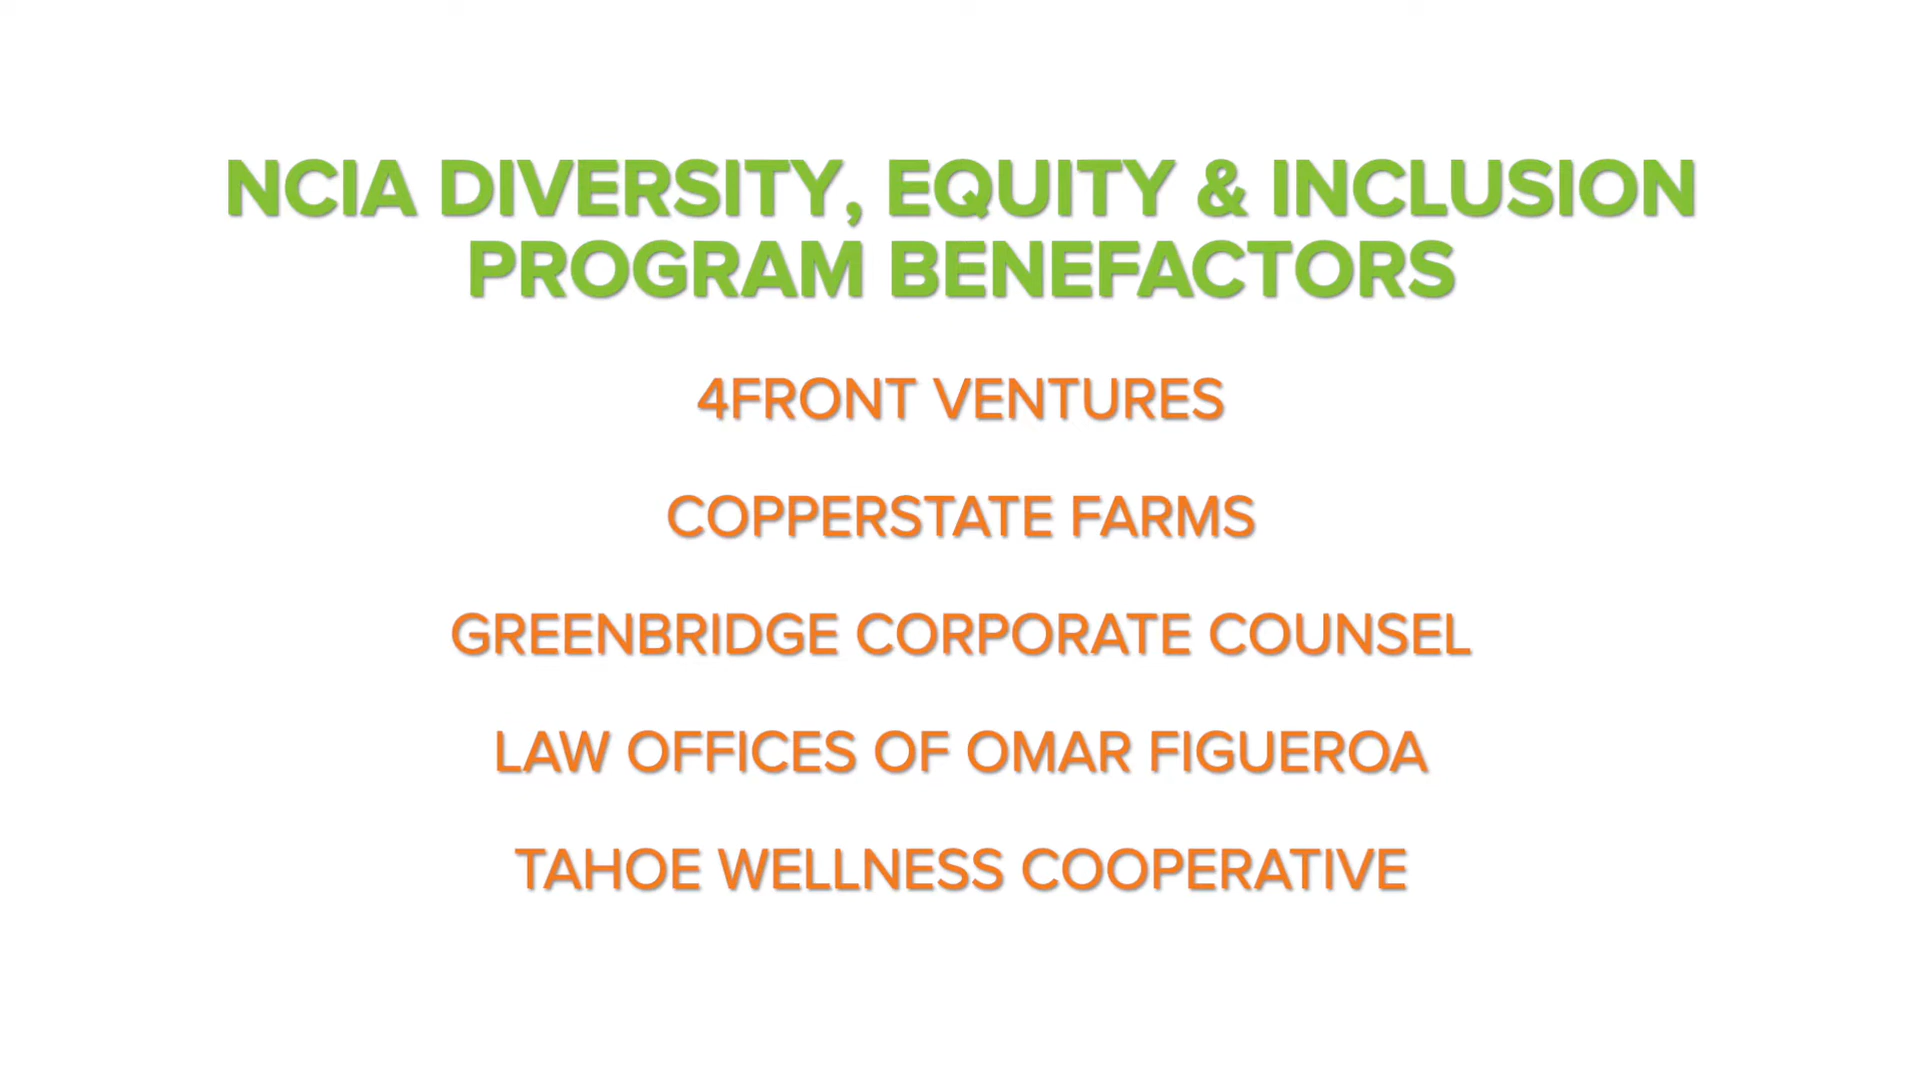 NCIA DIVERSITY, EQUITY & INCLUSION
PROGRAM BENEFACTORS
4FRONT VENTURES
COPPERSTATE FARMS
GREENBRIDGE CORPORATE COUNSEL
LAW OFFICES OF OMAR FIGUEROA
TAHOE WELLNESS COOPERATIVE